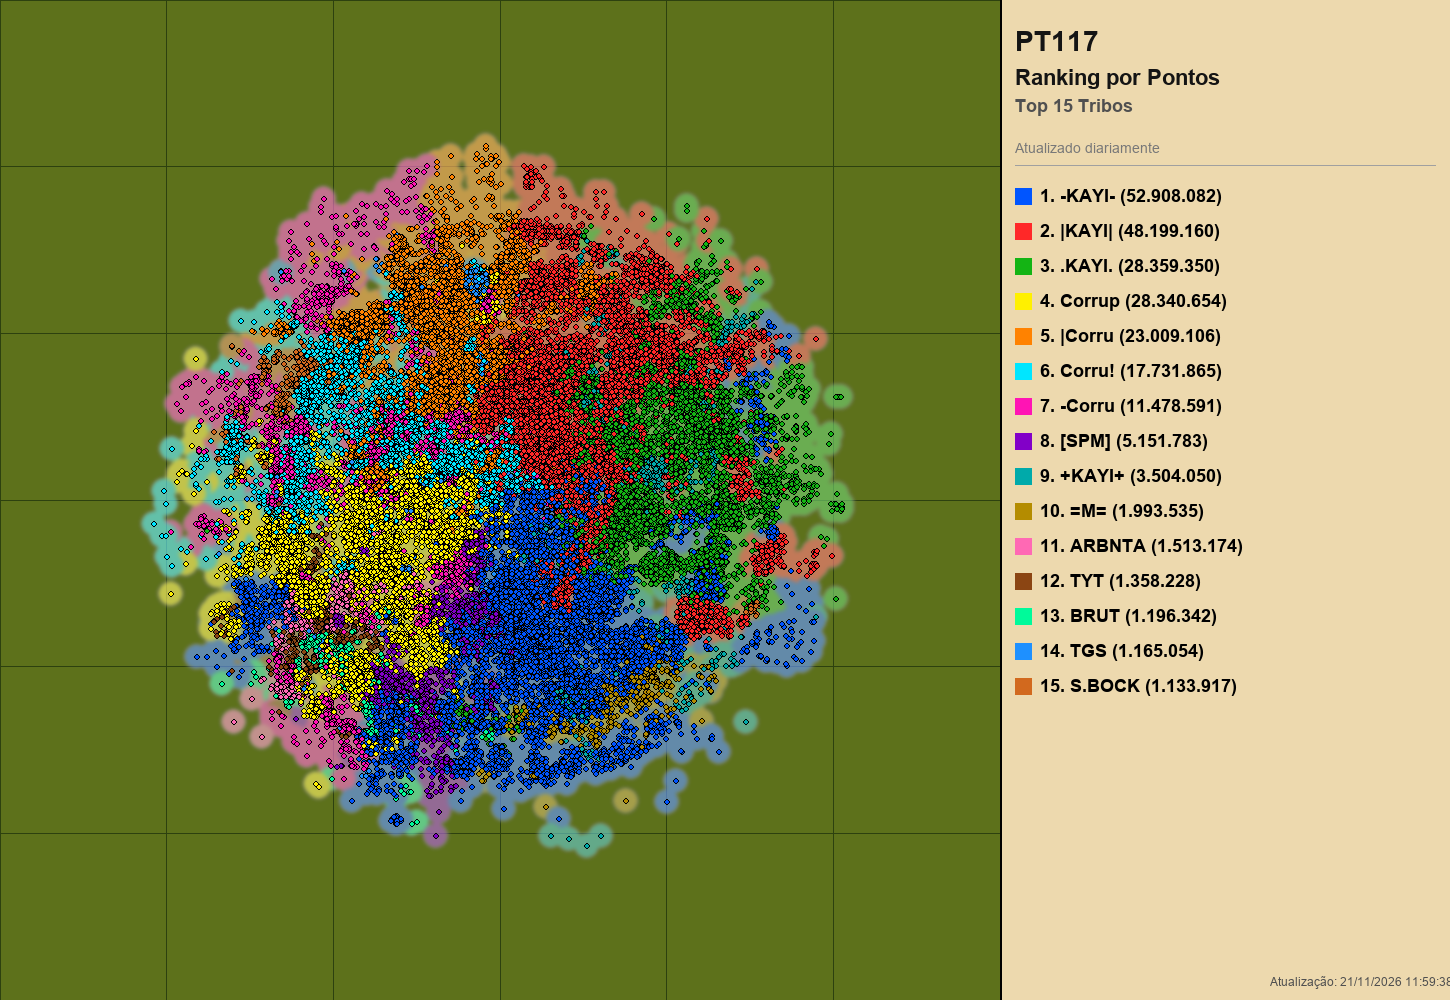 PT117
Ranking por Pontos
Top 15 Tribos
Atualizado diariamente
1. -KAYI- (52.908.082)
2. |KAYI| (48.199.160)
3. .KAYI. (28.359.350)
4. Corrup (28.340.654)
5. |Corru (23.009.106)
6. Corru! (17.731.865)
7. -Corru (11.478.591)
8. [SPM] (5.151.783)
9. +KAYI+ (3.504.050)
10. =M= (1.993.535)
11. ARBNTA (1.513.174)
12. TYT (1.358.228)
13. BRUT (1.196.342)
14. TGS (1.165.054)
15. S.BOCK (1.133.917)
Atualização: 21/11/2026 11:59:38